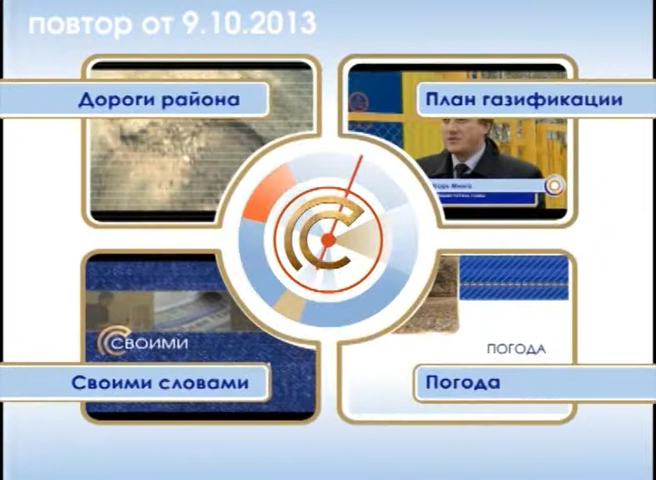 повтор от 9.10.2013
Дороги района
План газификации
СВОИМИ
ПОГОДА
Своими словами
Погода